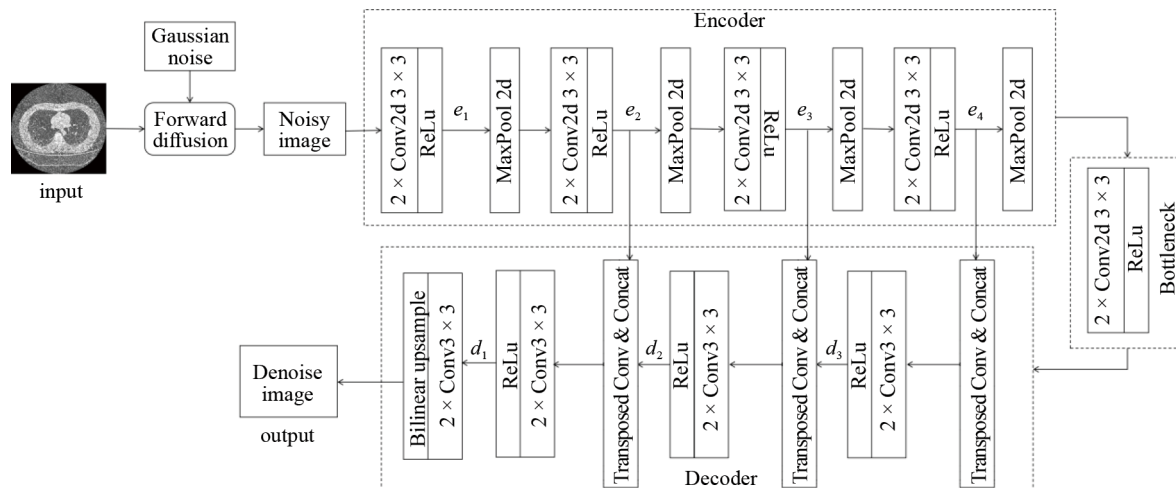 Encoder
Gaussian
noise
input
Forward
diffusion
Noisy
image
2 × Conv2d 3 × 3
ReLu
e₁
MaxPool 2d
2 × Conv2d 3 × 3
ReLu
e₂
MaxPool 2d
2 × Conv2d 3 × 3
ReLu
e₃
MaxPool 2d
2 × Conv2d 3 × 3
ReLu
e₄
MaxPool 2d
2 × Conv2d 3 × 3
ReLu
Bottleneck
Transposed Conv & Concat
2 × Conv3 × 3
ReLu
d₃
Transposed Conv & Concat
2 × Conv3 × 3
ReLu
d₂
Transposed Conv & Concat
2 × Conv3 × 3
ReLu
d₁
2 × Conv3 × 3
Bilinear upsample
Decoder
Denoise
image
output